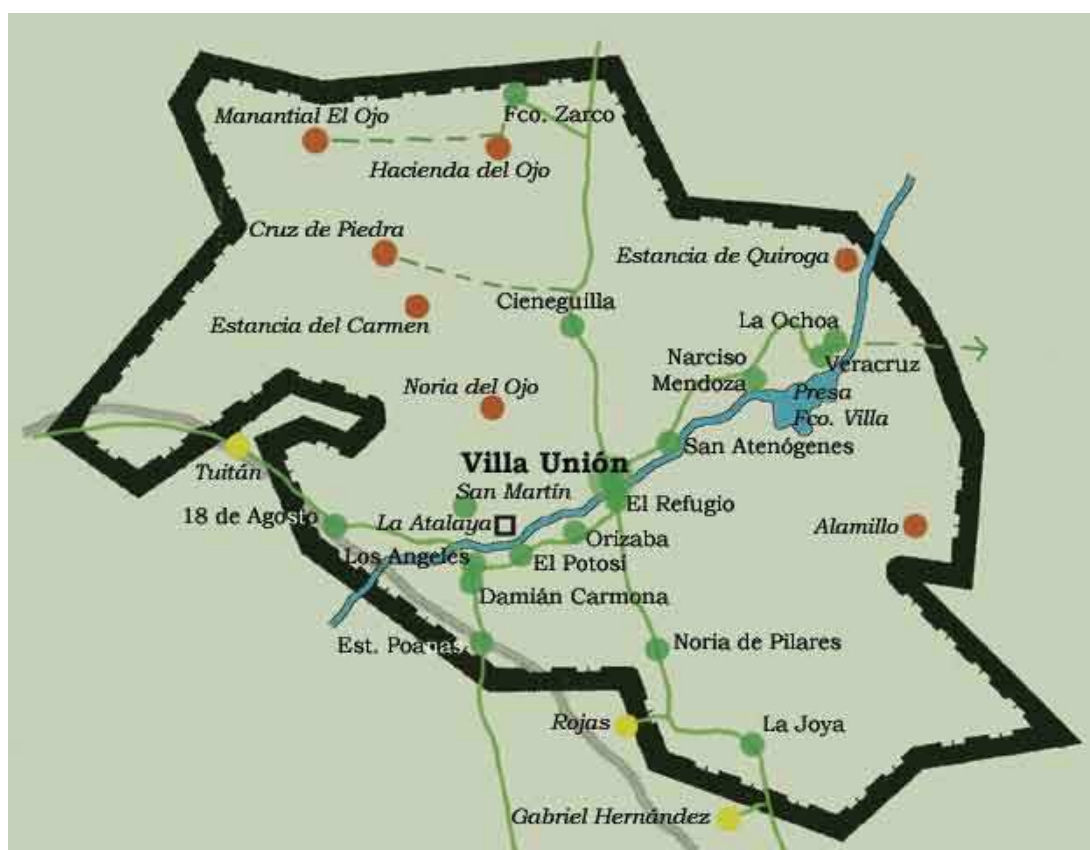 Manantial El Ojo
Fco. Zarco
Hacienda del Ojo
Cruz de Piedra
Estancia de Quiroga
Cieneguilla
Estancia del Carmen
La Ochoa
Narciso
Mendoza
Veracruz
Noria del Ojo
Presa
Fco. Villa
San Atenógenes
Villa Unión
Tuitán
San Martín
El Refugio
18 de Agosto
La Atalaya
Alamillo
Orizaba
Los Angeles
El Potosi
Damián Carmona
Est. Poanas
Noria de Pilares
Rojas
La Joya
Gabriel Hernández